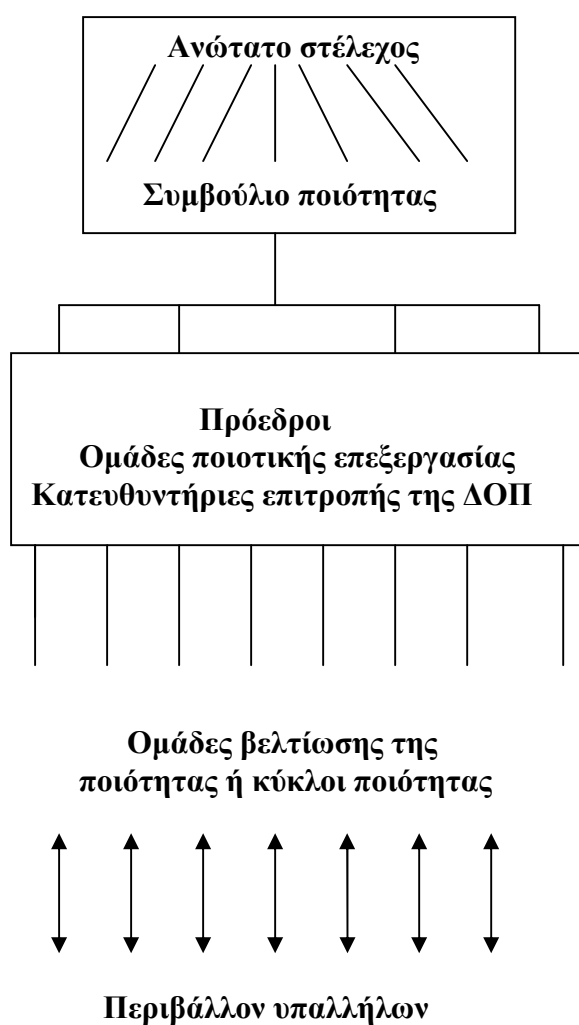 Ανώτατο στέλεχος
Συμβούλιο ποιότητας
Πρόεδροι
Ομάδες ποιοτικής επεξεργασίας
Κατευθυντήριες επιτροπής της ΔΟΠ
Ομάδες βελτίωσης της
ποιότητας ή κύκλοι ποιότητας
Περιβάλλον υπαλλήλων